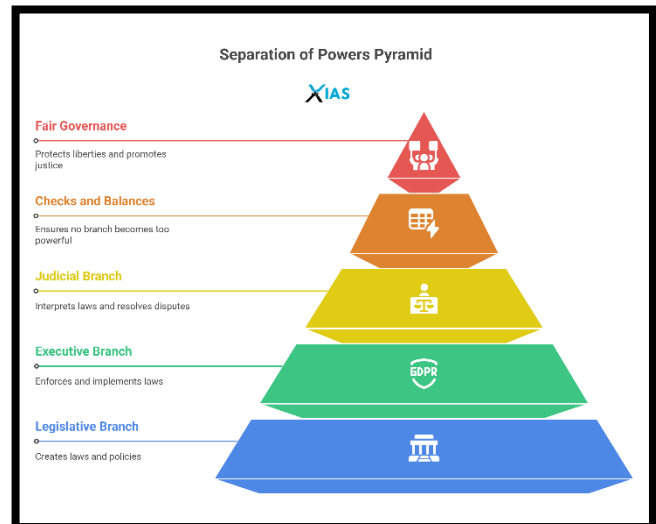 Separation of Powers Pyramid
XIAS
Fair Governance
Protects liberties and promotes
justice
Checks and Balances
Ensures no branch becomes too
powerful
Judicial Branch
Interprets laws and resolves disputes
Executive Branch
Enforces and implements laws
GDPR
Legislative Branch
Creates laws and policies